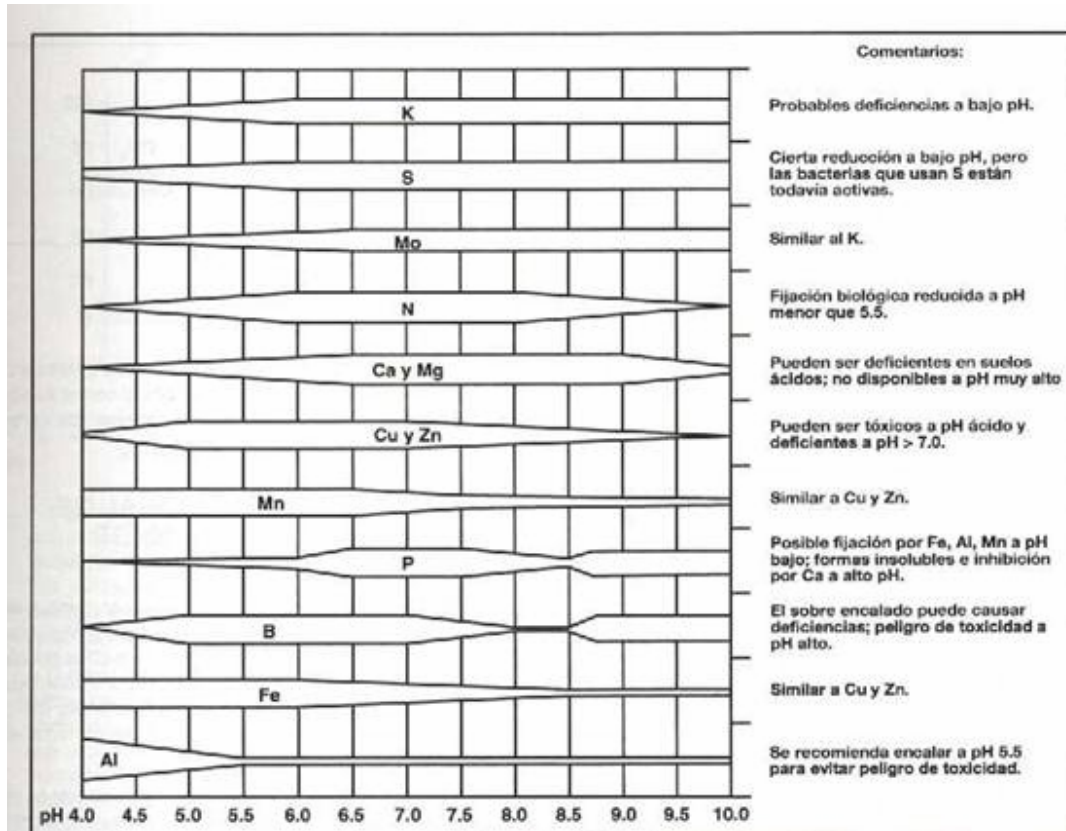 Comentarios:
K
Probables deficiencias a bajo pH.
S
Cierta reducción a bajo pH, pero
las bacterias que usan S están
todavía activas.
Mo
Similar al K.
N
Fijación biológica reducida a pH
menor que 5.5.
Ca y Mg
Pueden ser deficientes en suelos
ácidos; no disponibles a pH muy alto
Cu y Zn
Pueden ser tóxicos a pH ácido y
deficientes a pH > 7.0.
Mn
Similar a Cu y Zn.
P
Posible fijación por Fe, Al, Mn a pH
bajo; formas insolubles e inhibición
por Ca a alto pH.
B
El sobre encalado puede causar
deficiencias; peligro de toxicidad a
pH alto.
Fe
Similar a Cu y Zn.
Al
Se recomienda encalar a pH 5.5
para evitar peligro de toxicidad.
pH 4.0 4.5 5.0 5.5 6.0 6.5 7.0 7.5 8.0 8.5 9.0 9.5 10.0